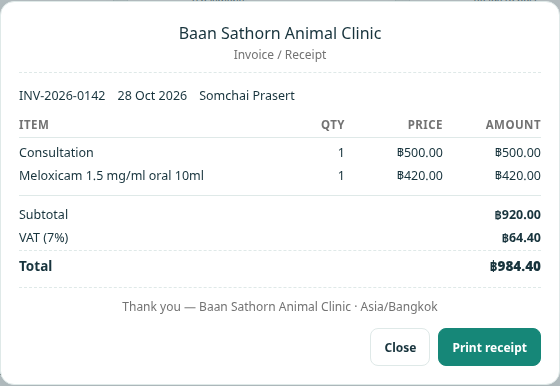 Baan Sathorn Animal Clinic
Invoice / Receipt
INV-2026-0142 28 Oct 2026 Somchai Prasert
ITEM QTY PRICE AMOUNT
Consultation 1 ฿500.00 ฿500.00
Meloxicam 1.5 mg/ml oral 10ml 1 ฿420.00 ฿420.00
Subtotal ฿920.00
VAT (7%) ฿64.40
Total ฿984.40
Thank you — Baan Sathorn Animal Clinic · Asia/Bangkok
Close Print receipt